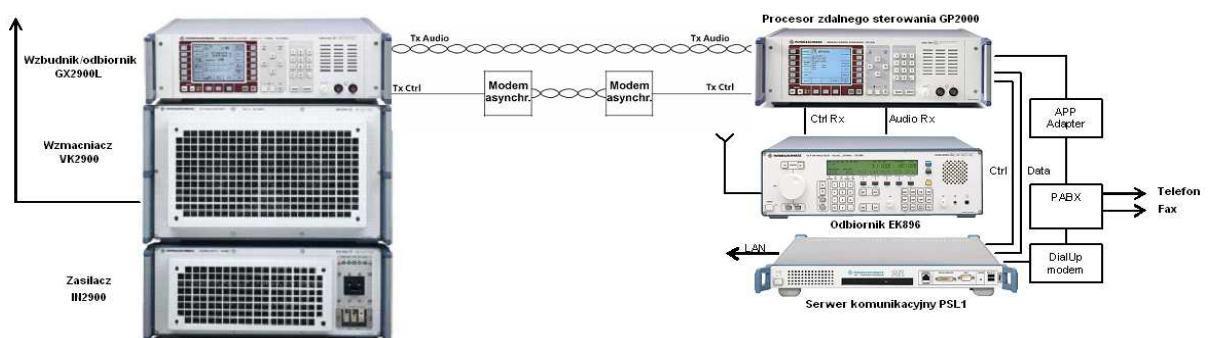 Procesor zdalnego sterowania GP2000
Tx Audio
Tx Audio
Wzbudnik/odbiornik
GX2900L
Tx Ctrl
Modem
asynchr.
Modem
asynchr.
Tx Ctrl
APP
Adapter
Ctrl Rx
Audio Rx
Wzmacniacz
VK2900
Ctrl
Data
PABX
Telefon
Fax
Odbiornik EK896
LAN
DialUp
modem
Zasilacz
IN2900
Serwer komunikacyjny PSL1